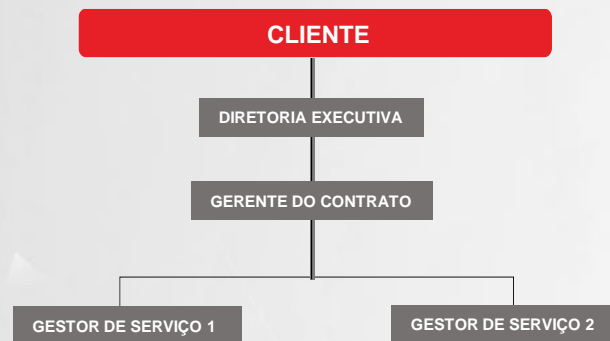 CLIENTE
DIRETORIA EXECUTIVA
GERENTE DO CONTRATO
GESTOR DE SERVIÇO 1
GESTOR DE SERVIÇO 2